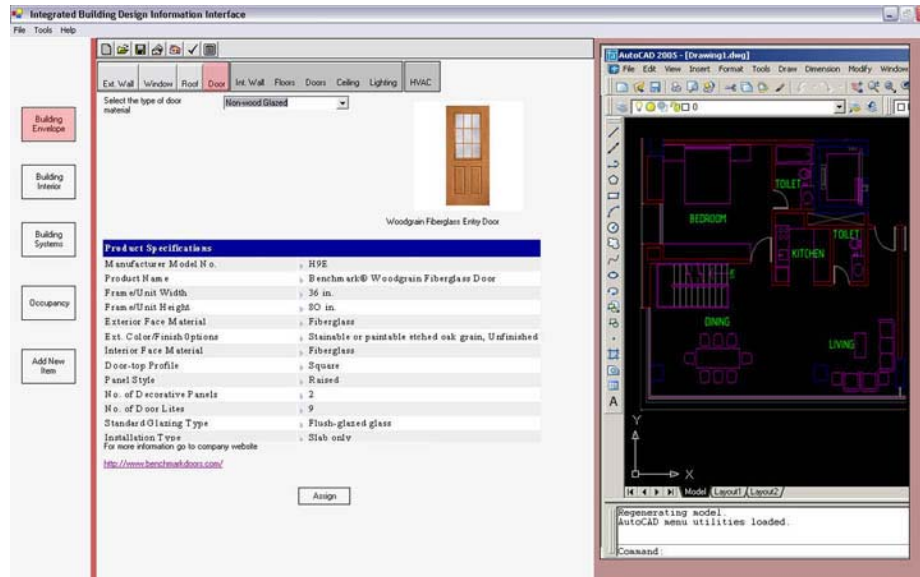 Integrated Building Design Information Interface
File Tools Help
Ext. Wall Window Roof Door Int. Wall Floors Doors Ceiling Lighting HVAC
Select the type of door material
Non-wood Glazed
Building Envelope
Building Interior
Building Systems
Occupancy
Add New Item
Woodgrain Fiberglass Entry Door
Product Specifications
Manufacturer Model No. H9E
Product Name Benchmark® Woodgrain Fiberglass Door
Frame/Unit Width 36 in.
Frame/Unit Height 80 in.
Exterior Face Material Fiberglass
Ext. Color/Finish Options Stainable or paintable etched oak grain, Unfinished
Interior Face Material Fiberglass
Door-top Profile Square
Panel Style Raised
No. of Decorative Panels 2
No. of Door Lites 9
Standard Glazing Type Flush-glazed glass
Installation Type Slab only
For more information go to company website
http://www.benchmarkdoors.com/
Assign
AutoCAD 2005 - [Drawing1.dwg]
File Edit View Insert Format Tools Draw Dimension Modify Window
0
BEDROOM
TOILET
TOILET
KITCHEN
DINING
LIVING
Y
X
A
Model Layout1 Layout2
Regenerating model.
AutoCAD menu utilities loaded.
Command: